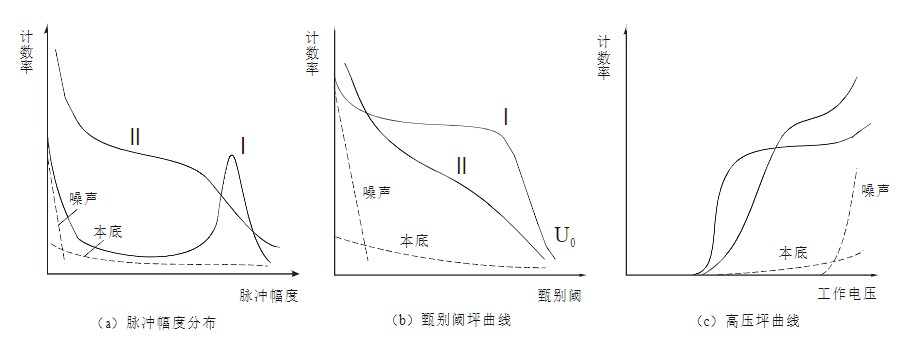 计数率
II
I
噪声
本底
脉冲幅度
(a) 脉冲幅度分布
计数率
I
II
噪声
本底
U0
甄别阈
(b) 甄别阈坪曲线
计数率
噪声
本底
工作电压
(c) 高压坪曲线